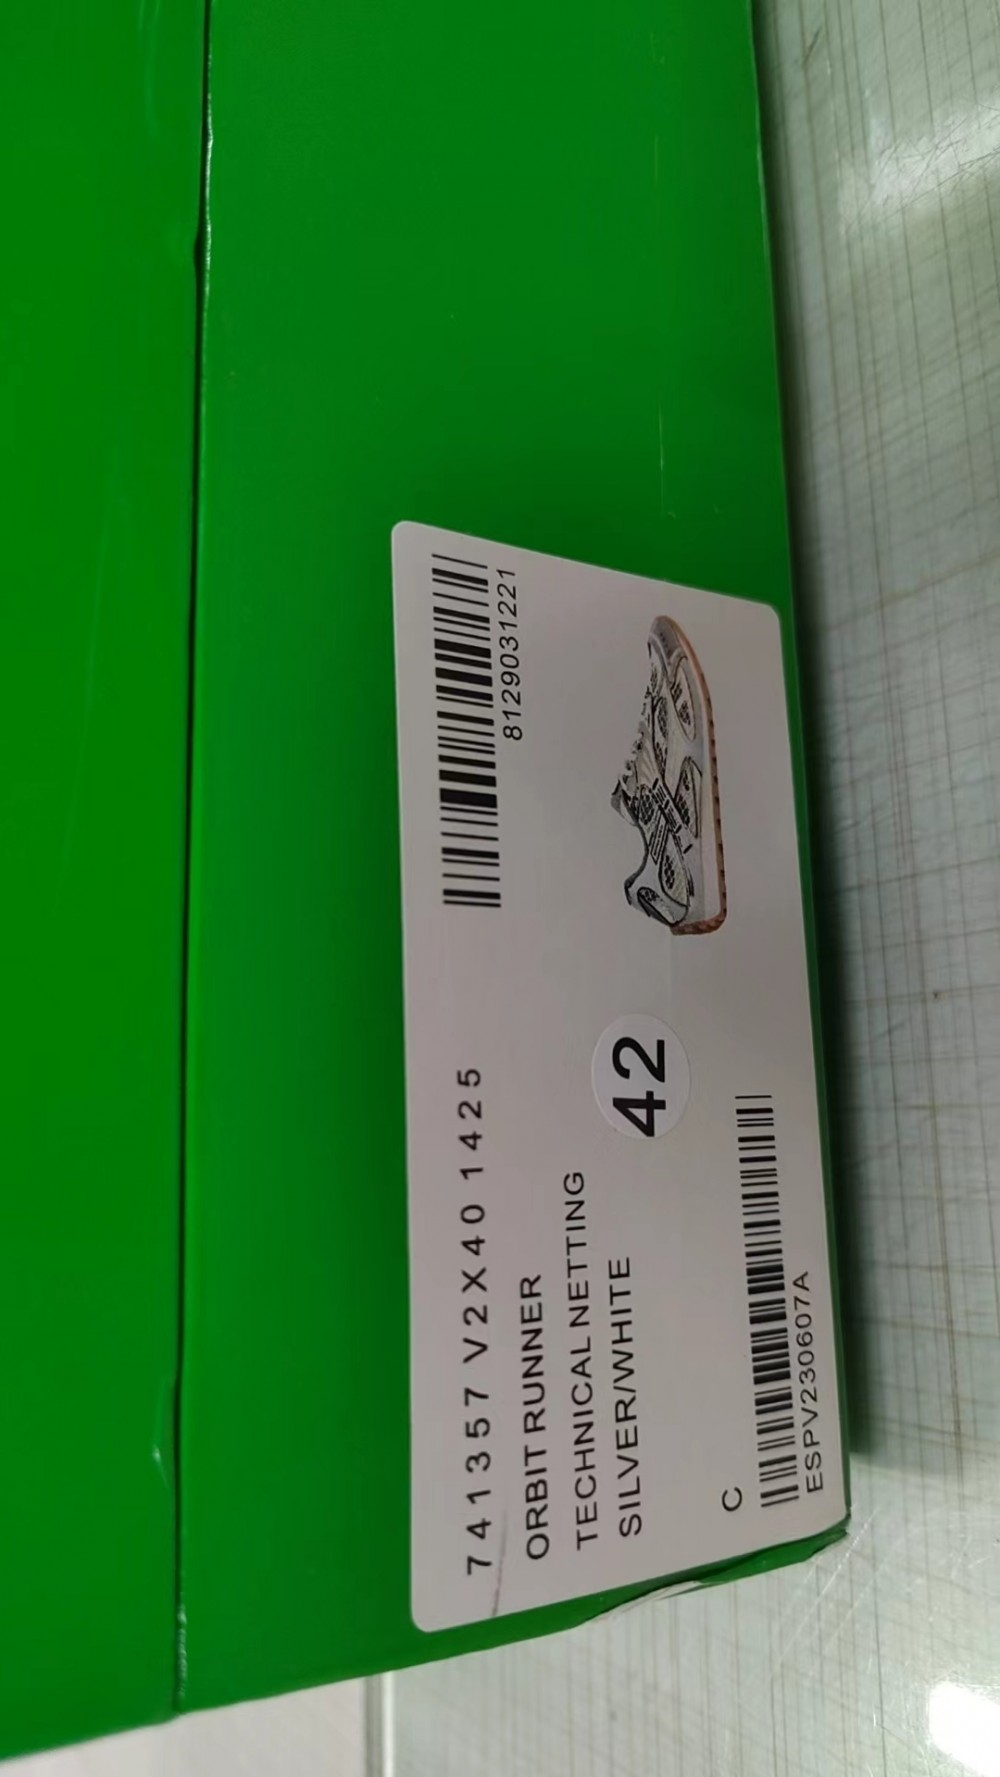 741357 V2X40 1425
8129031221
ORBIT RUNNER
TECHNICAL NETTING
SILVER/WHITE
42
C
ESPV230607A